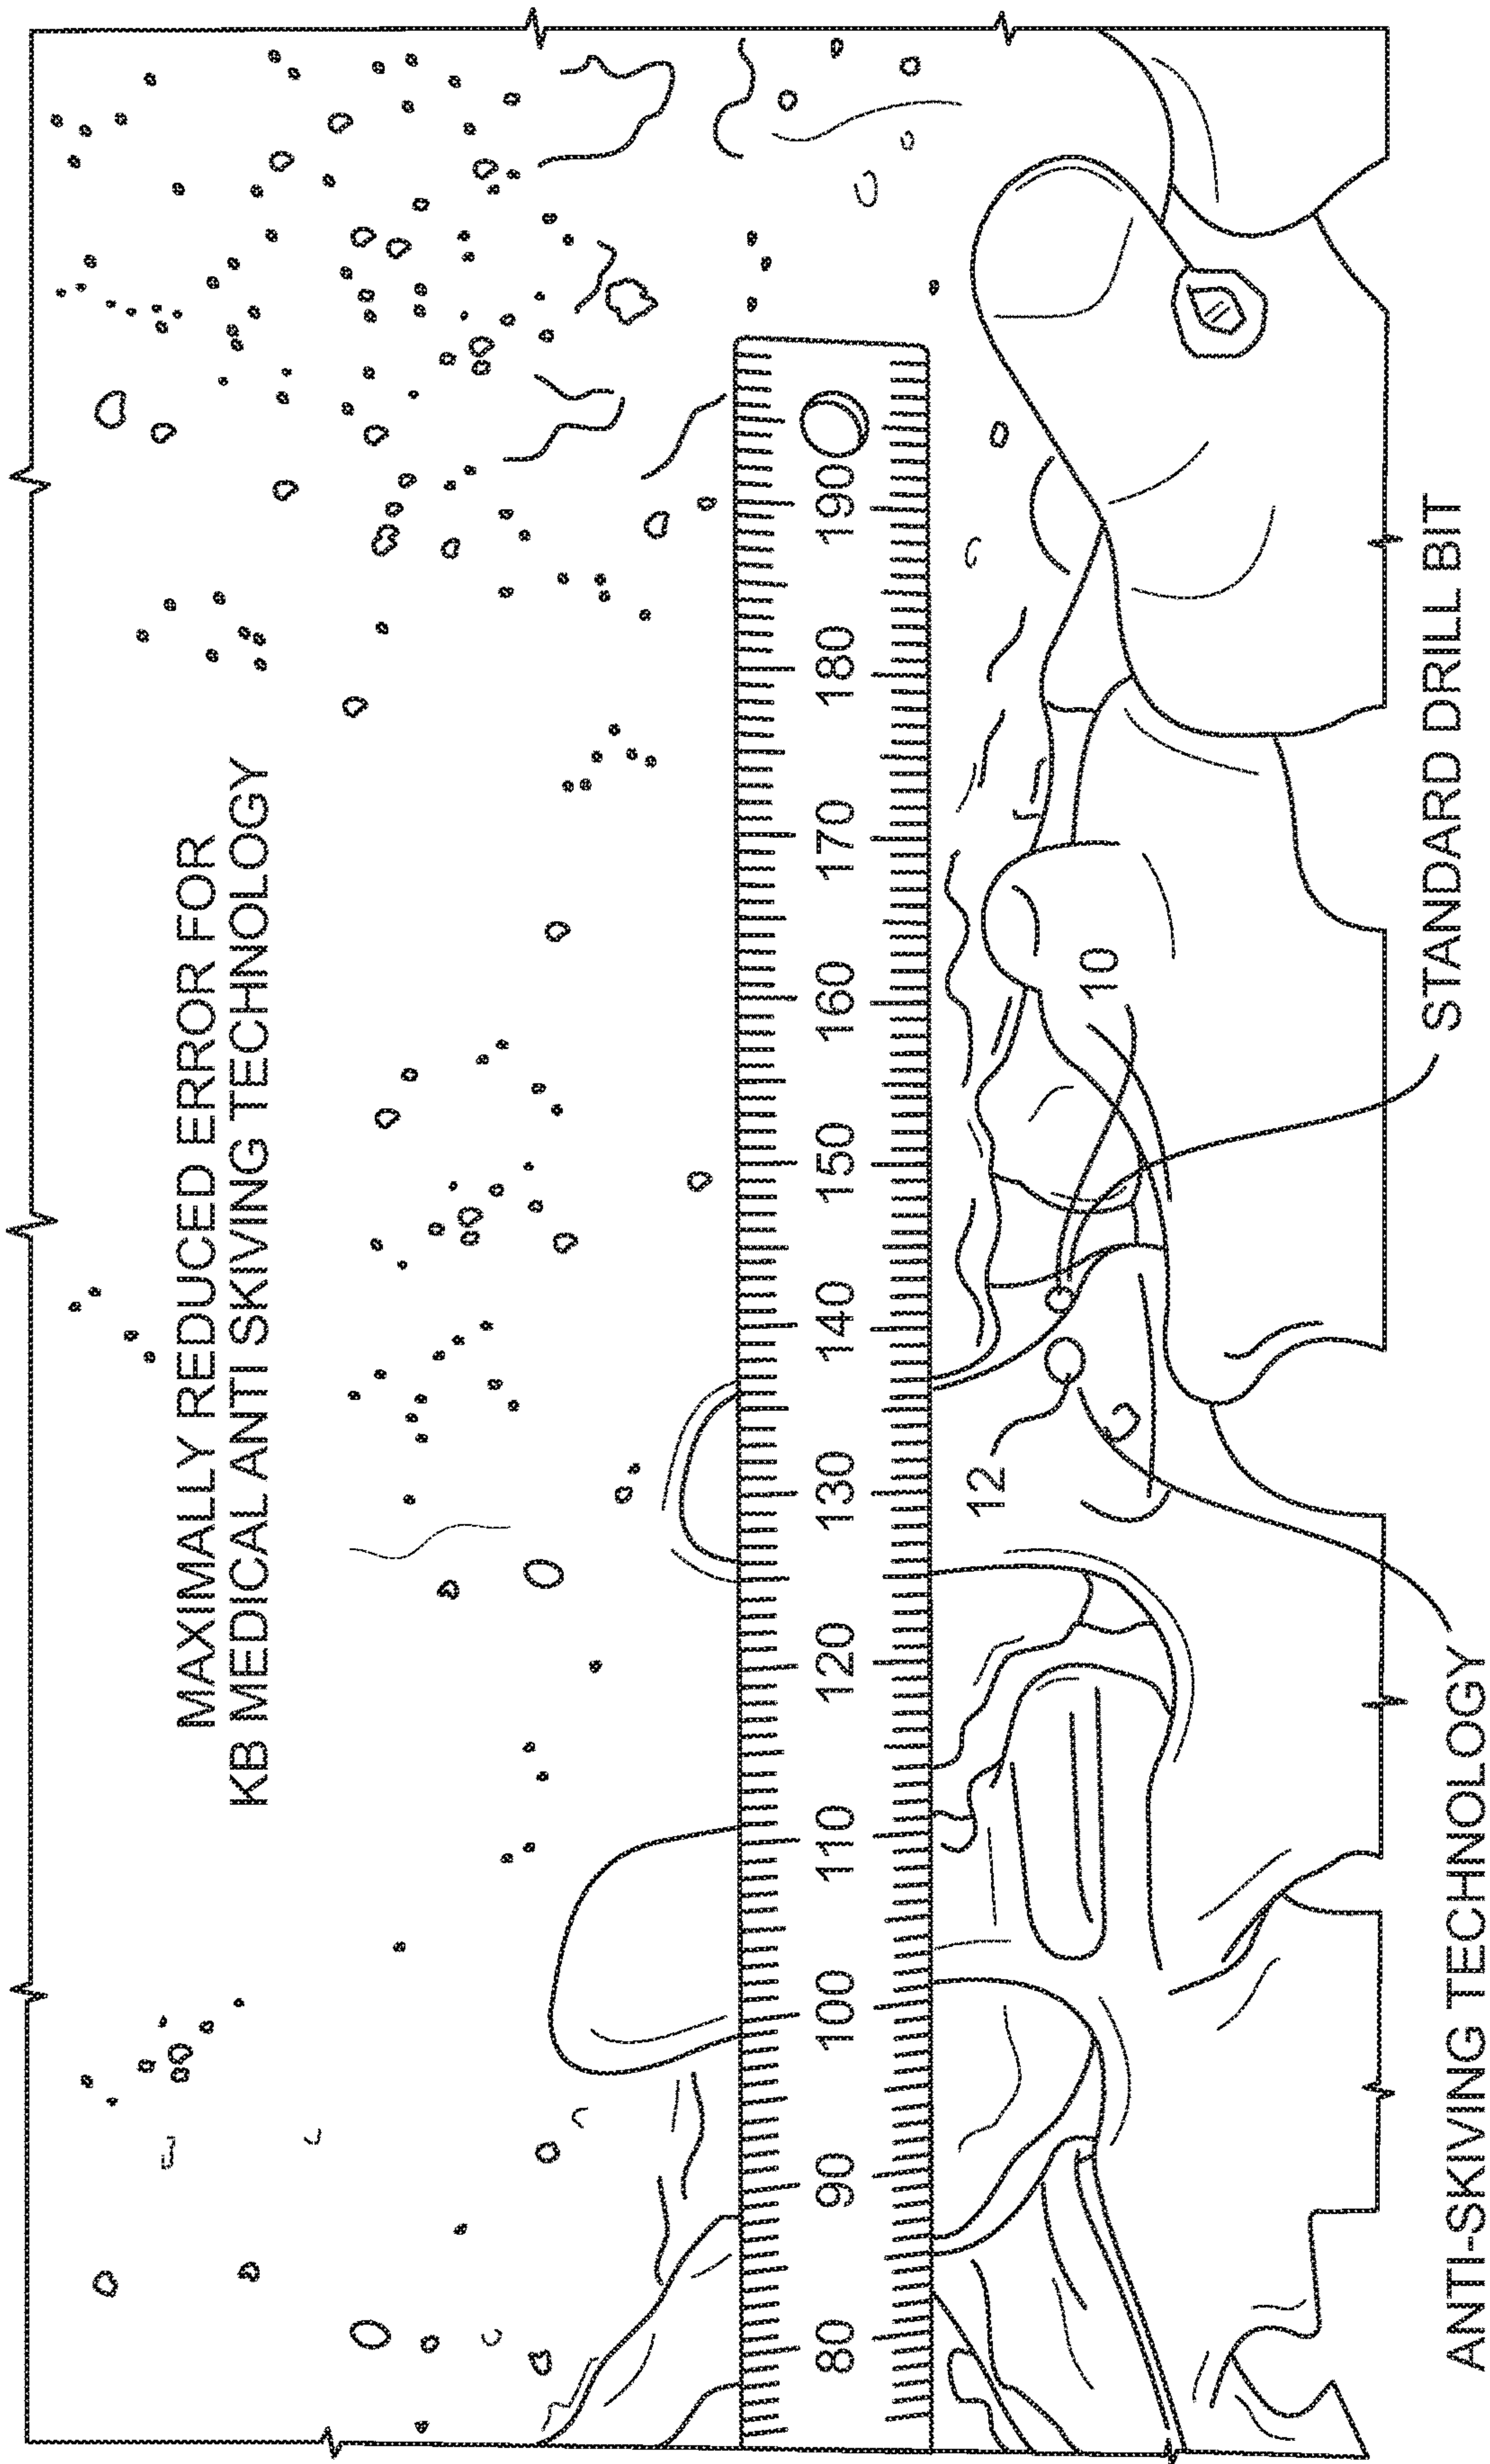 MAXIMALLY REDUCED ERROR FOR
KB MEDICAL ANTI SKIVING TECHNOLOGY
80 90 100 110 120 130 140 150 160 170 180 190
12
10
ANTI-SKIVING TECHNOLOGY
STANDARD DRILL BIT